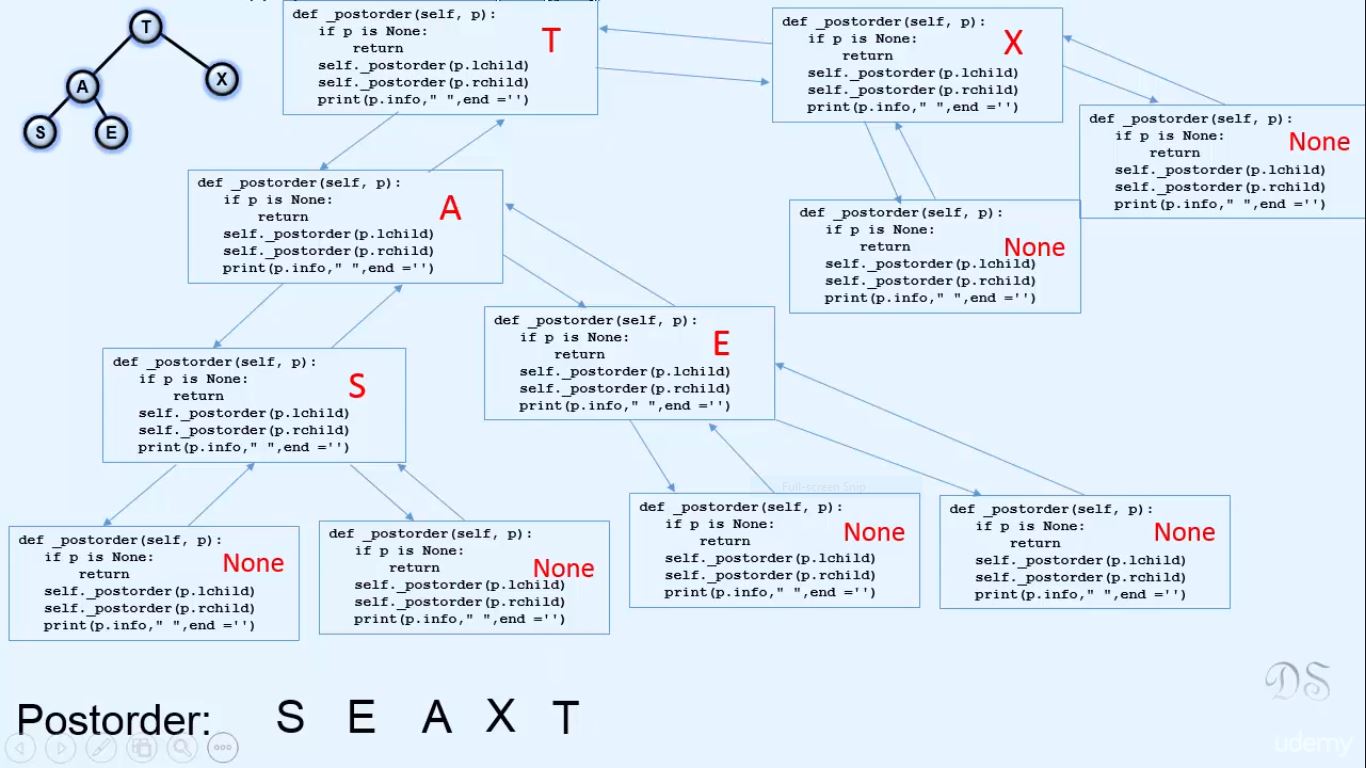 T
A
X
S
E
def _postorder(self, p):
if p is None:
return
self._postorder(p.lchild)
self._postorder(p.rchild)
print(p.info," ",end ='')
T
def _postorder(self, p):
if p is None:
return
self._postorder(p.lchild)
self._postorder(p.rchild)
print(p.info," ",end ='')
X
def _postorder(self, p):
if p is None:
return
self._postorder(p.lchild)
self._postorder(p.rchild)
print(p.info," ",end ='')
None
def _postorder(self, p):
if p is None:
return
self._postorder(p.lchild)
self._postorder(p.rchild)
print(p.info," ",end ='')
A
def _postorder(self, p):
if p is None:
return
self._postorder(p.lchild)
self._postorder(p.rchild)
print(p.info," ",end ='')
None
def _postorder(self, p):
if p is None:
return
self._postorder(p.lchild)
self._postorder(p.rchild)
print(p.info," ",end ='')
E
def _postorder(self, p):
if p is None:
return
self._postorder(p.lchild)
self._postorder(p.rchild)
print(p.info," ",end ='')
S
Full-screen Snip
def _postorder(self, p):
if p is None:
return
self._postorder(p.lchild)
self._postorder(p.rchild)
print(p.info," ",end ='')
None
def _postorder(self, p):
if p is None:
return
self._postorder(p.lchild)
self._postorder(p.rchild)
print(p.info," ",end ='')
None
def _postorder(self, p):
if p is None:
return
self._postorder(p.lchild)
self._postorder(p.rchild)
print(p.info," ",end ='')
None
def _postorder(self, p):
if p is None:
return
self._postorder(p.lchild)
self._postorder(p.rchild)
print(p.info," ",end ='')
None
DS
Postorder: S E A X T
udemy